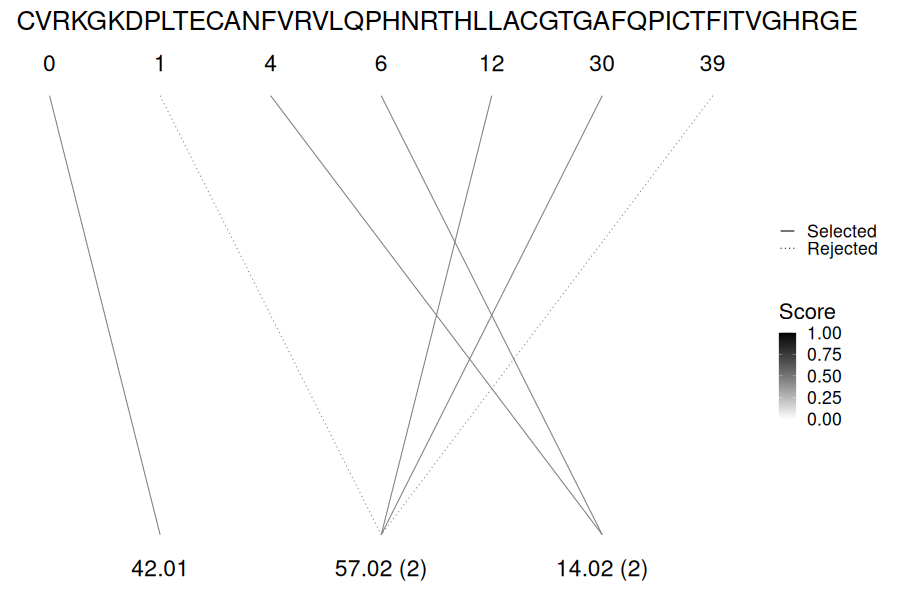 CVRKGKDPLTECANFVRVLQPHNRTHLLACGTGAFQPICTFITVGHRGE
0 1 4 6 12 30 39
Selected
Rejected
Score
1.00
0.75
0.50
0.25
0.00
42.01 57.02 (2) 14.02 (2)